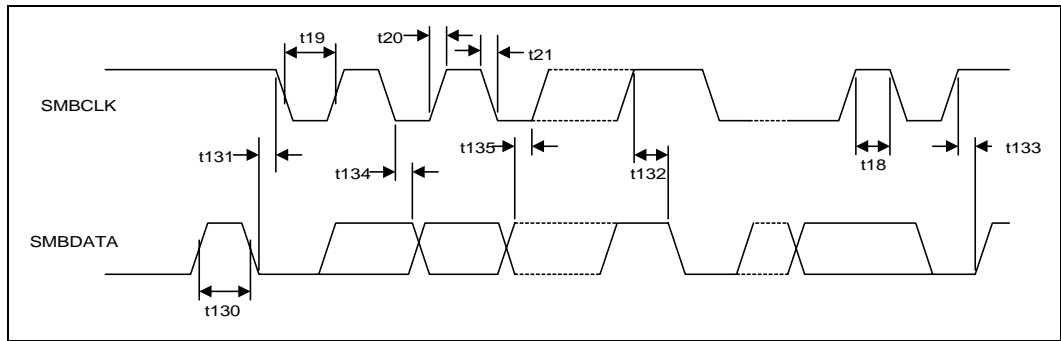 t19
t20
t21
SMBCLK
t131
t134
t135
t132
t18
t133
SMBDATA
t130